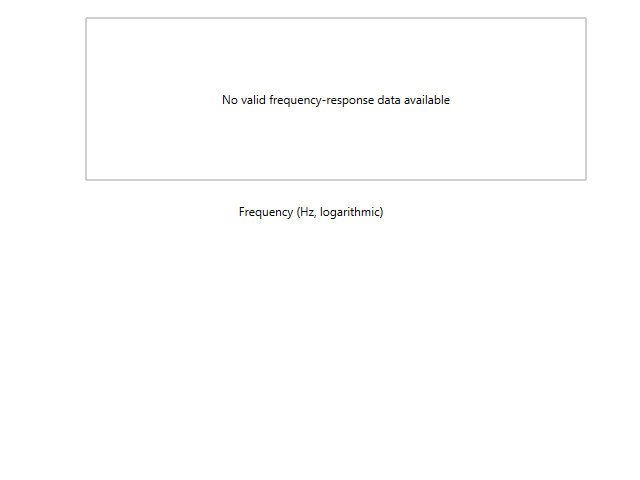 No valid frequency-response data available
Frequency (Hz, logarithmic)